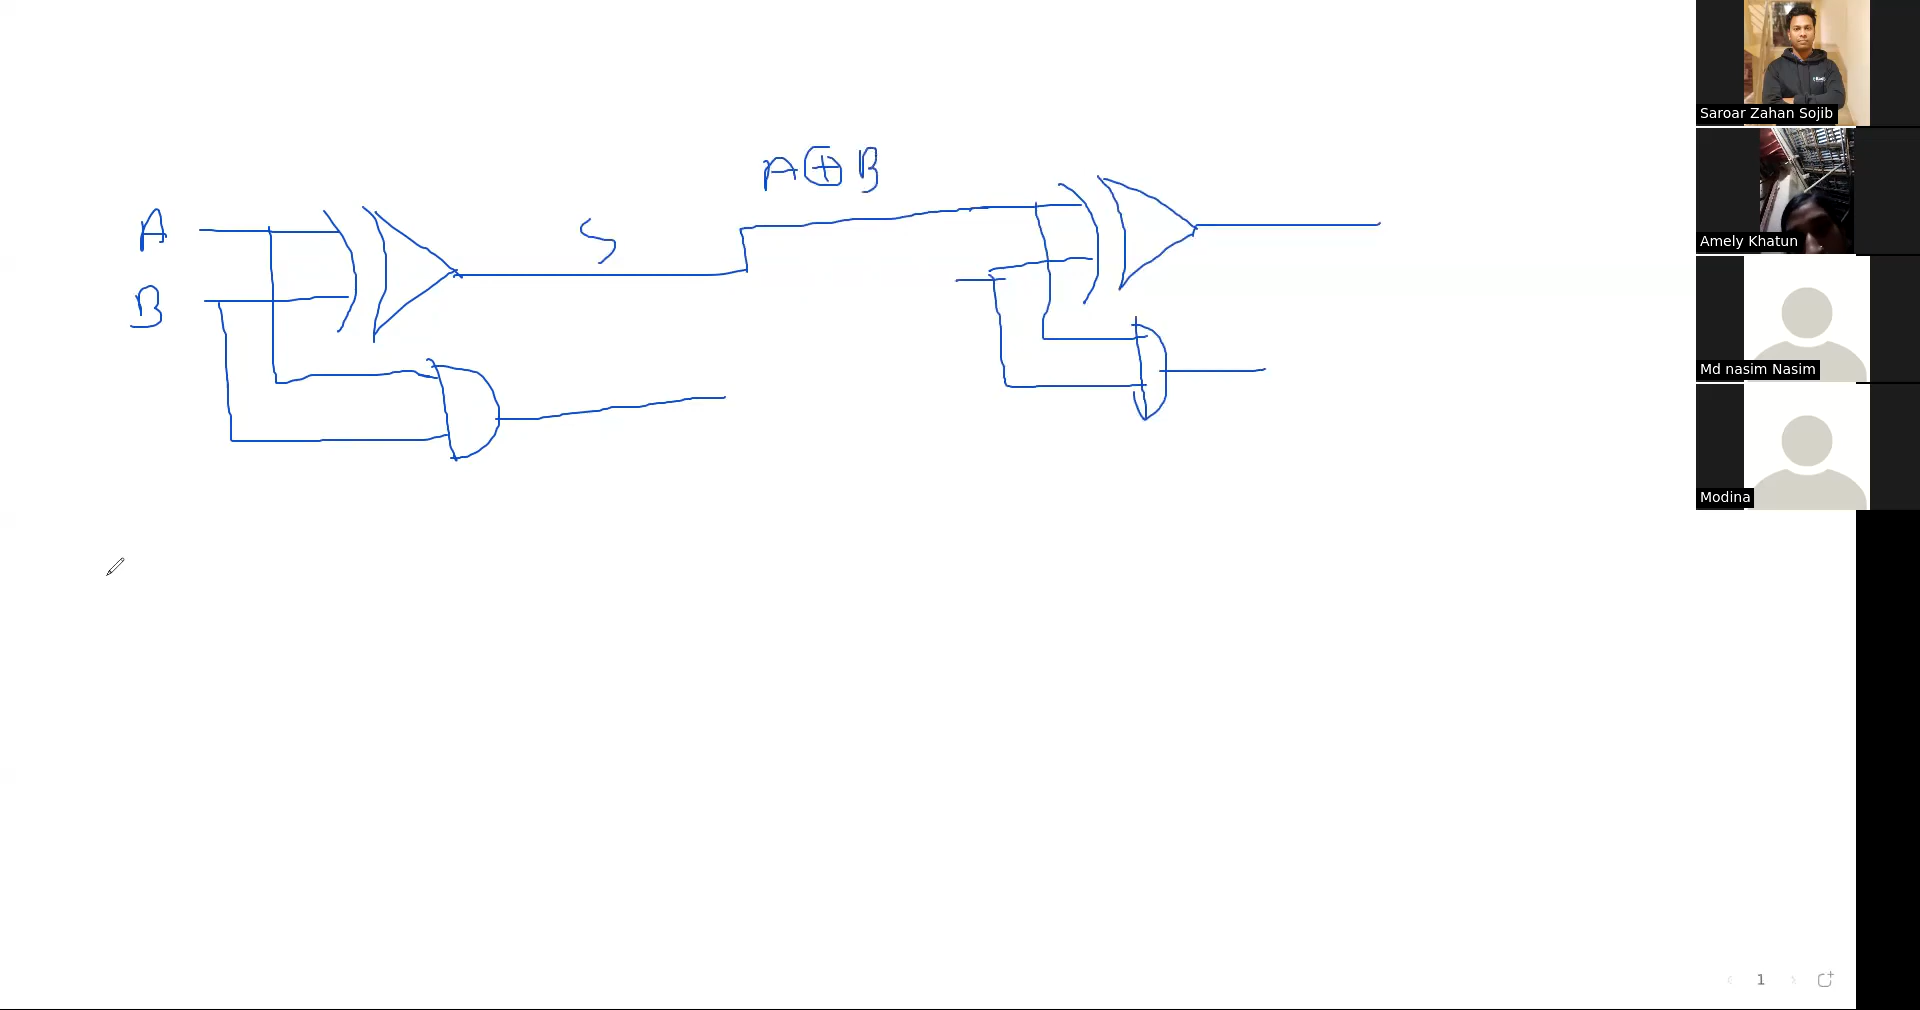 A ⊕ B
A
S
B
Saroar Zahan Sojib
Amely Khatun
Md nasim Nasim
Modina
1